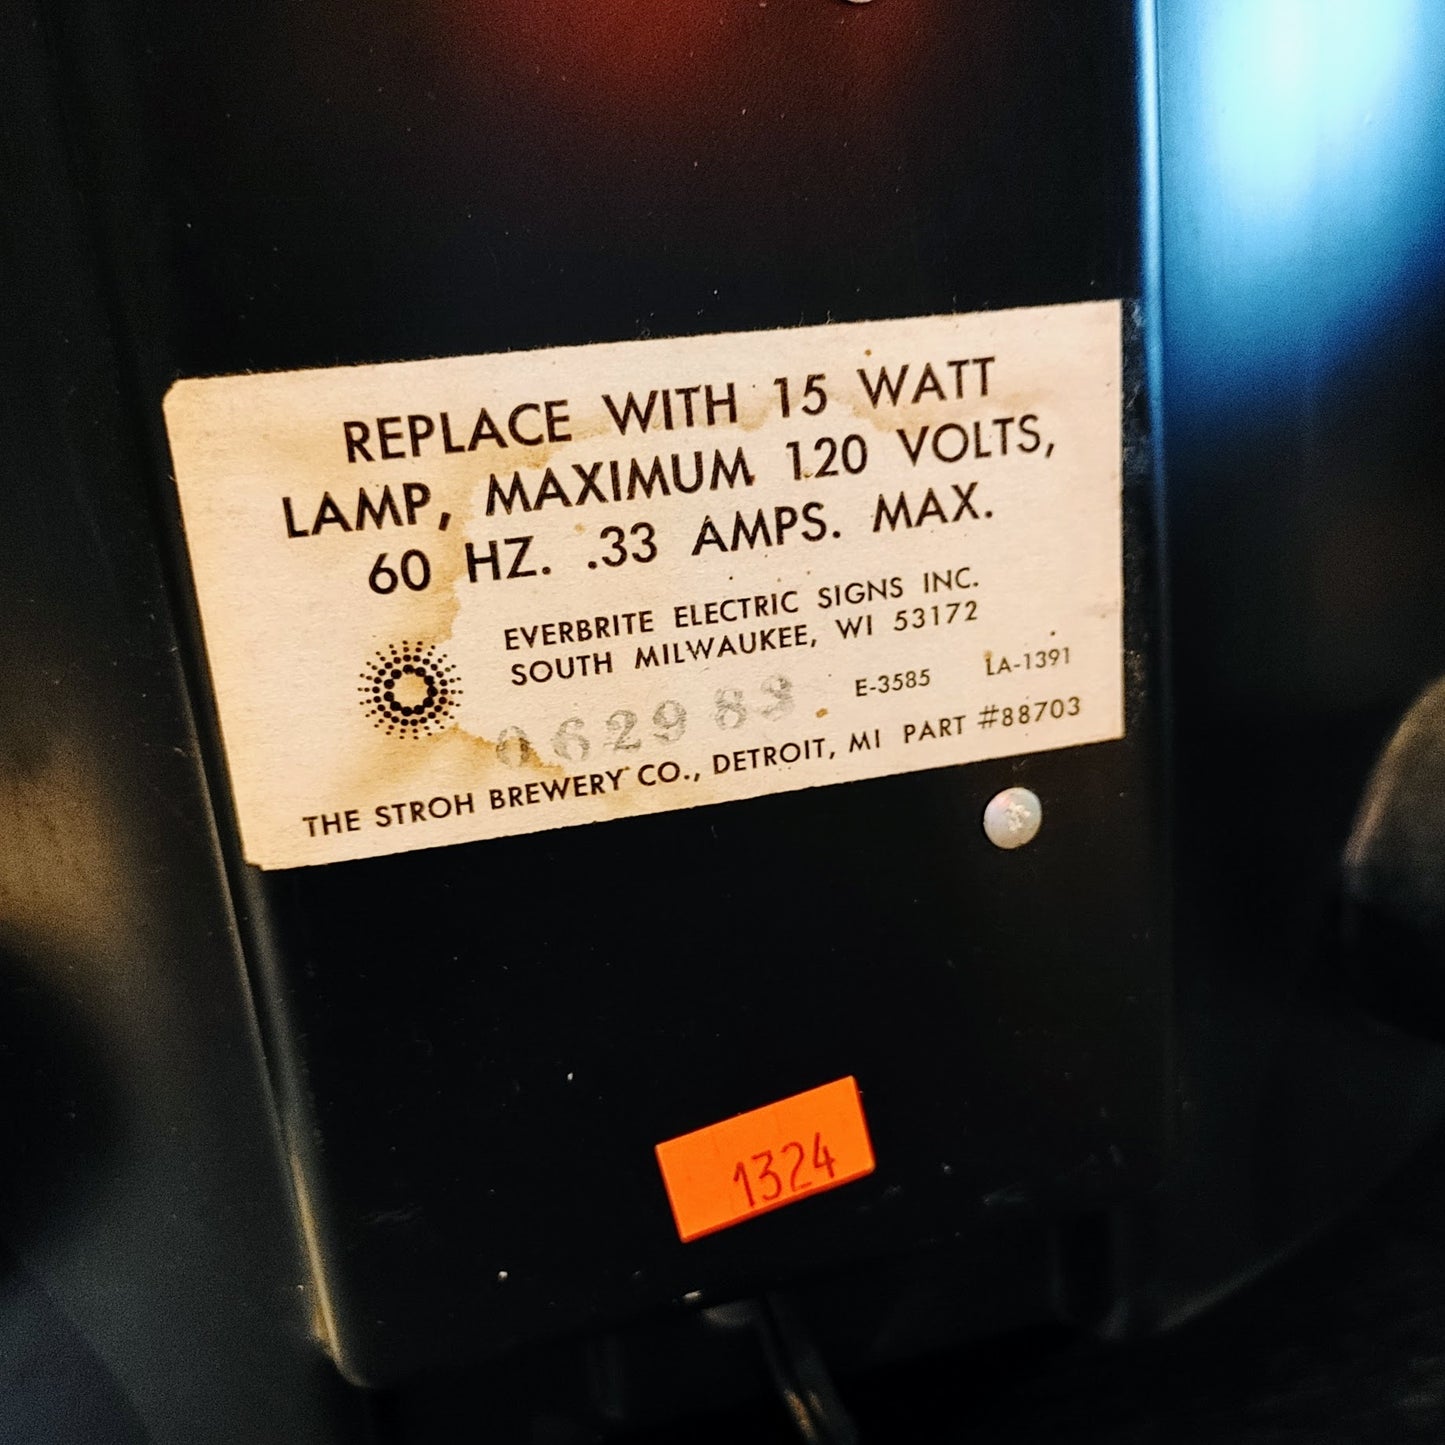 REPLACE WITH 15 WATT
LAMP, MAXIMUM 120 VOLTS,
60 HZ. .33 AMPS. MAX.
EVERBRITE ELECTRIC SIGNS INC.
SOUTH MILWAUKEE, WI 53172
062983 E-3585 LA-1391
THE STROH BREWERY CO., DETROIT, MI PART #88703
1324